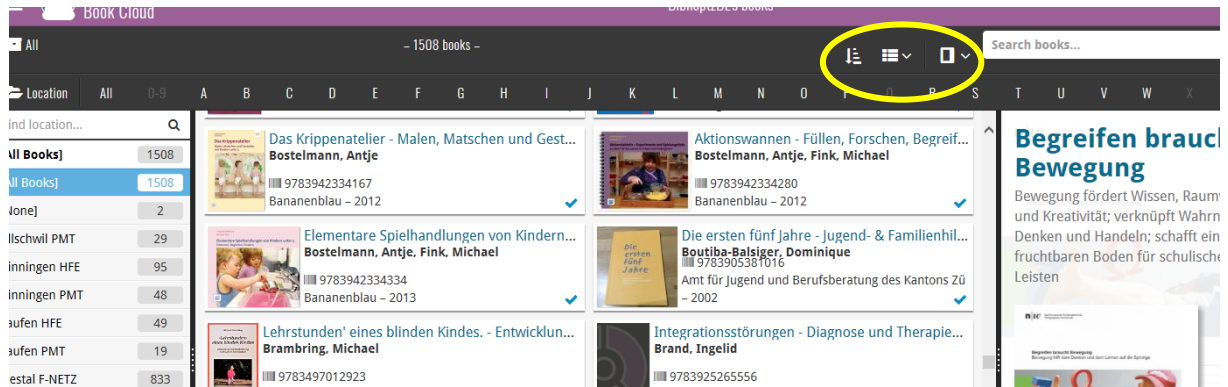 Book Cloud
All
– 1508 books –
Search books...
Location All 0-9 A B C D E F G H I J K L M N O P Q R S T U V W X
find location...
All Books] 1508
All Books] 1508
None] 2
llschwil PMT 29
inningen HFE 95
inningen PMT 48
aufen HFE 49
aufen PMT 19
estal F-NETZ 833
Das Krippenatelier - Malen, Matschen und Gest...
Bostelmann, Antje
9783942334167
Bananenblau – 2012
Aktionswannen - Füllen, Forschen, Begreif...
Bostelmann, Antje, Fink, Michael
9783942334280
Bananenblau – 2012
Elementare Spielhandlungen von Kindern...
Bostelmann, Antje, Fink, Michael
9783942334334
Bananenblau – 2013
Die ersten fünf Jahre - Jugend- & Familienhil...
Boutiba-Balsiger, Dominique
9783905381016
Amt für Jugend und Berufsberatung des Kantons Zü
– 2002
Die
ersten
fünf
Jahre
Lehrstunden' eines blinden Kindes. - Entwicklun...
Brambring, Michael
9783497012923
Integrationsstörungen - Diagnose und Therapie...
Brand, Ingelid
9783925265556
Begreifen brauch
Bewegung
Bewegung fördert Wissen, Raumv
und Kreativität; verknüpft Wahrn
Denken und Handeln; schafft ein
fruchtbaren Boden für schulische
Leisten
Begreifen braucht Bewegung